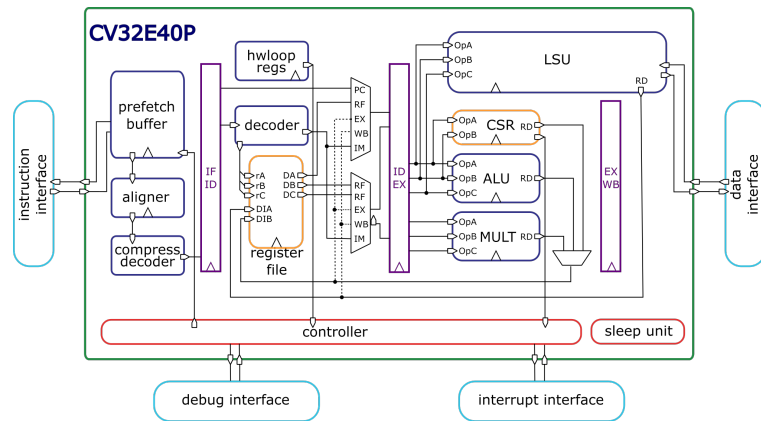 CV32E40P
instruction
interface
prefetch
buffer
aligner
compress
decoder
IF
ID
hwloop
regs
decoder
rA
rB
rC
DIA
DIB
DA
DB
DC
register
file
PC
RF
EX
WB
IM
RF
RF
EX
WB
IM
ID
EX
OpA
OpB
OpC
LSU
RD
OpA
OpB
CSR
RD
OpA
OpB
OpC
ALU
RD
OpA
OpB
OpC
MULT
RD
EX
WB
data
interface
controller
sleep unit
debug interface
interrupt interface